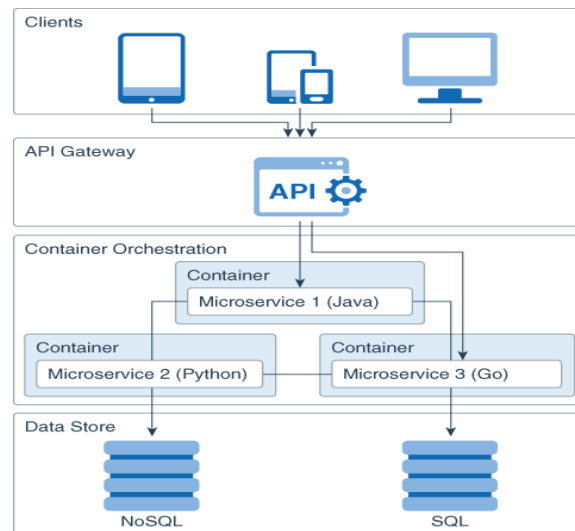 Clients
API Gateway
API
Container Orchestration
Container
Microservice 1 (Java)
Container
Microservice 2 (Python)
Container
Microservice 3 (Go)
Data Store
NoSQL
SQL